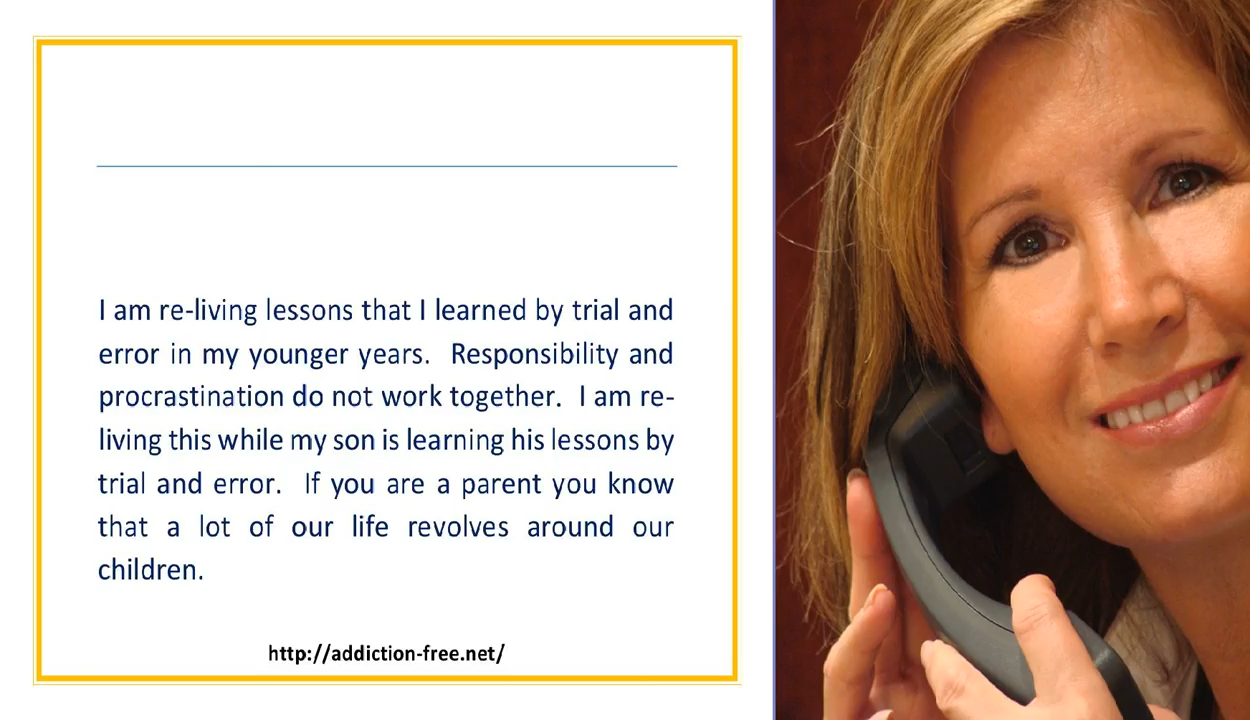 I am re-living lessons that I learned by trial and
error in my younger years. Responsibility and
procrastination do not work together. I am re-
living this while my son is learning his lessons by
trial and error. If you are a parent you know
that a lot of our life revolves around our
children.
http://addiction-free.net/